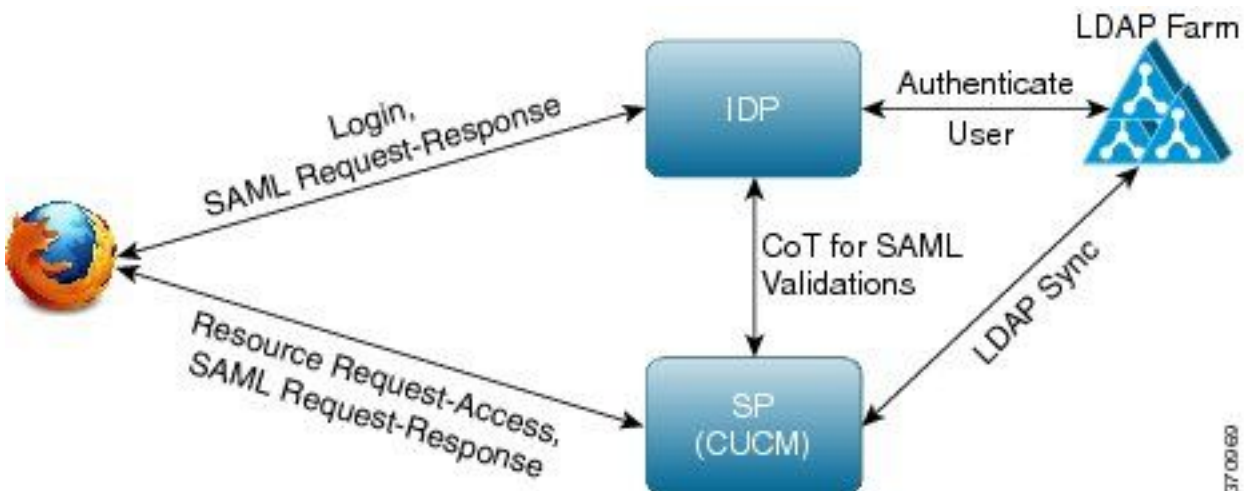 LDAP Farm
Login,
SAML Request-Response
IDP
Authenticate
User
CoT for SAML
Validations
LDAP Sync
Resource Request-Access,
SAML Request-Response
SP
(CUCM)
370969